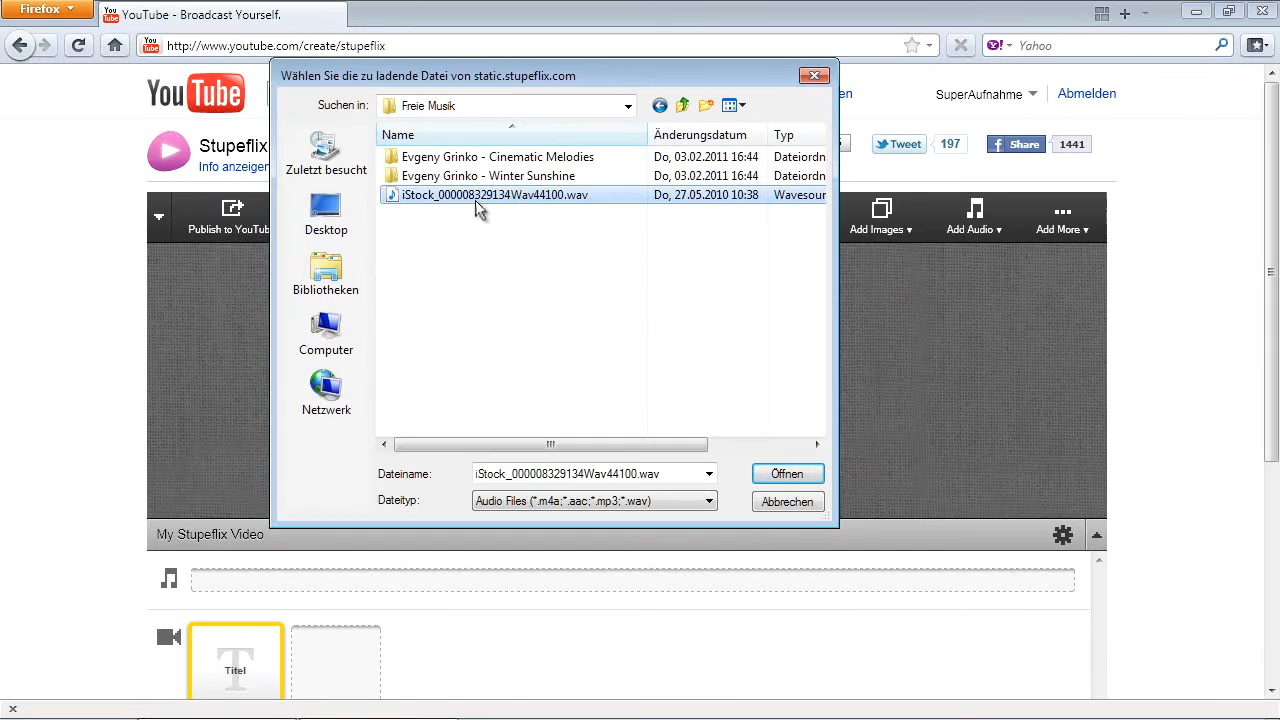 Firefox
YouTube - Broadcast Yourself.
http://www.youtube.com/create/stupeflix
Yahoo
Wählen Sie die zu ladende Datei von static.stupeflix.com
YouTube
SuperAufnahme
Abmelden
Suchen in:
Freie Musik
Name
Änderungsdatum
Typ
Stupeflix
Info anzeigen
Tweet
197
Share
1441
Zuletzt besucht
Evgeny Grinko - Cinematic Melodies
Do, 03.02.2011 16:44
Dateiordn
Evgeny Grinko - Winter Sunshine
Do, 03.02.2011 16:44
Dateiordn
iStock_000008329134Wav44100.wav
Do, 27.05.2010 10:38
Wavesour
Desktop
Publish to YouTub
Add Images
Add Audio
Add More
Bibliotheken
Computer
Netzwerk
Dateiname:
iStock_000008329134Wav44100.wav
Öffnen
Dateityp:
Audio Files (*.m4a;*.aac;*.mp3;*.wav)
Abbrechen
My Stupeflix Video
T
Titel